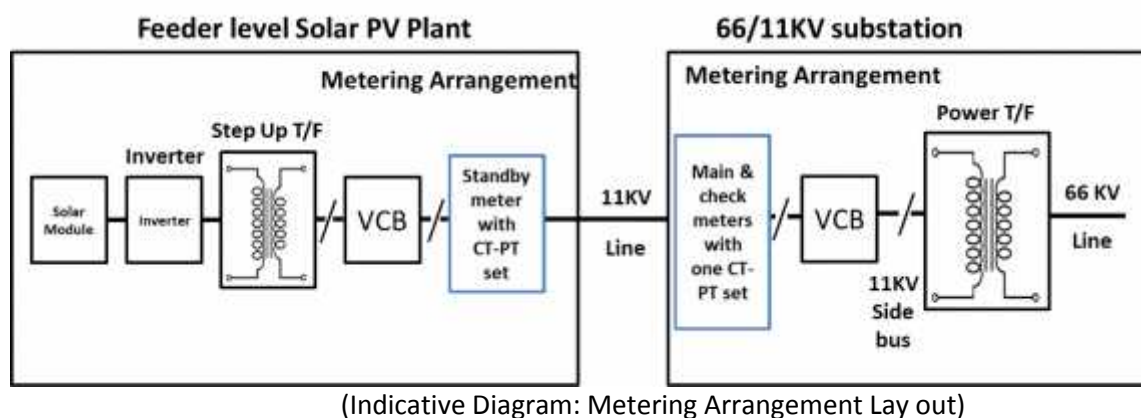 Feeder level Solar PV Plant
66/11KV substation
Metering Arrangement
Metering Arrangement
Step Up T/F
Power T/F
Inverter
Solar
Module
Inverter
VCB
Standby
meter
with
CT-PT
set
11KV
Line
Main &
check
meters
with
one CT-
PT set
VCB
11KV
Side
bus
66 KV
Line
(Indicative Diagram: Metering Arrangement Lay out)